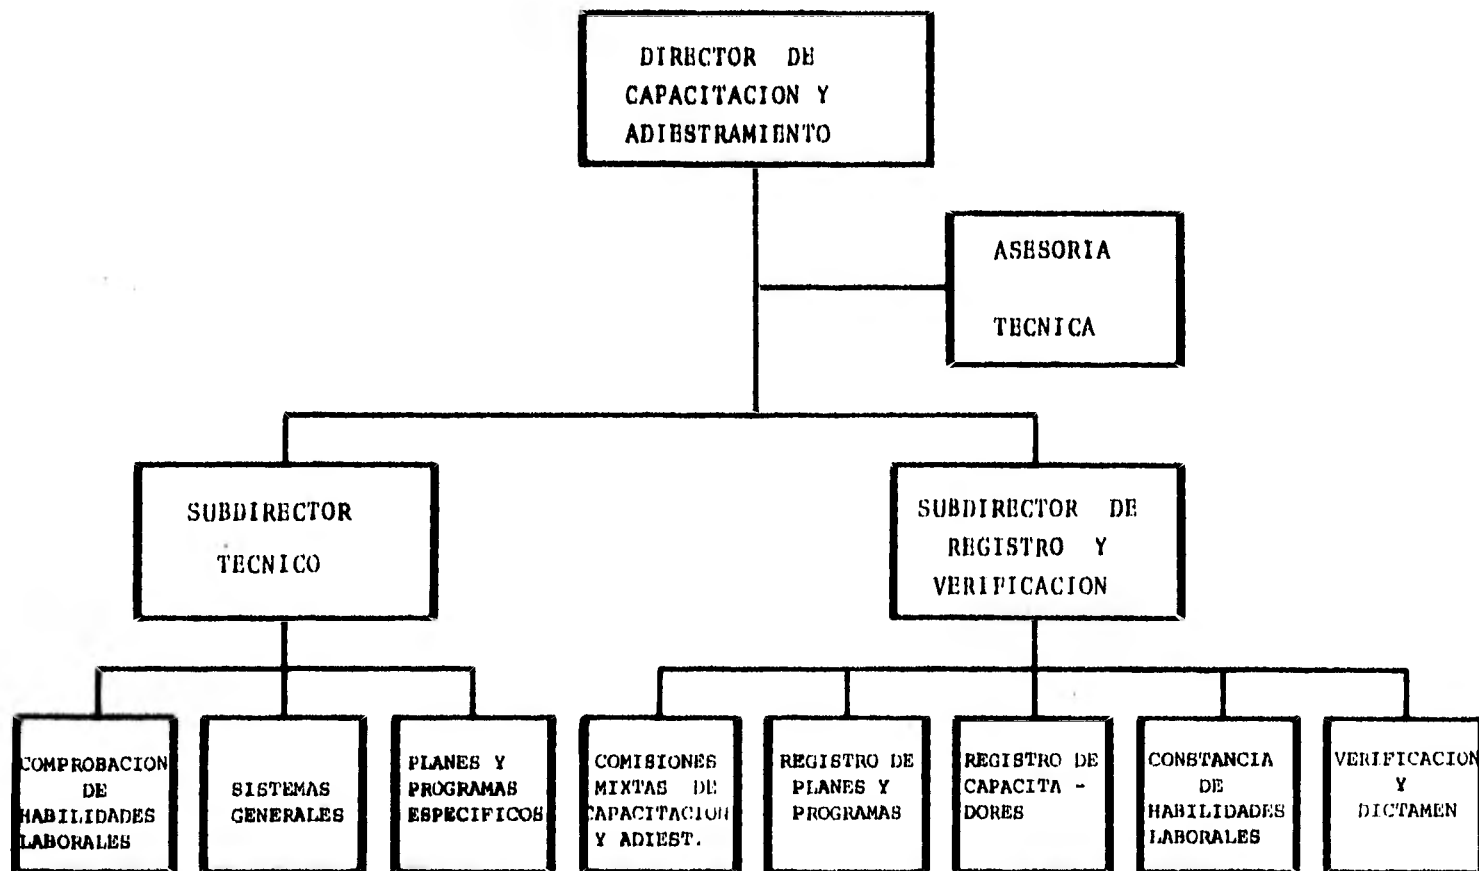 DIRECTOR DE
CAPACITACION Y
ADIESTRAMIENTO
ASESORIA
TECNICA
SUBDIRECTOR
TECNICO
SUBDIRECTOR DE
REGISTRO Y
VERIFICACION
COMPROBACION
DE
HABILIDADES
LABORALES
SISTEMAS
GENERALES
PLANES Y
PROGRAMAS
ESPECIFICOS
COMISIONES
MIXTAS DE
CAPACITACION
Y ADIEST.
REGISTRO DE
PLANES Y
PROGRAMAS
REGISTRO DE
CAPACITA -
DORES
CONSTANCIA
DE
HABILIDADES
LABORALES
VERIFICACION
Y
DICTAMEN